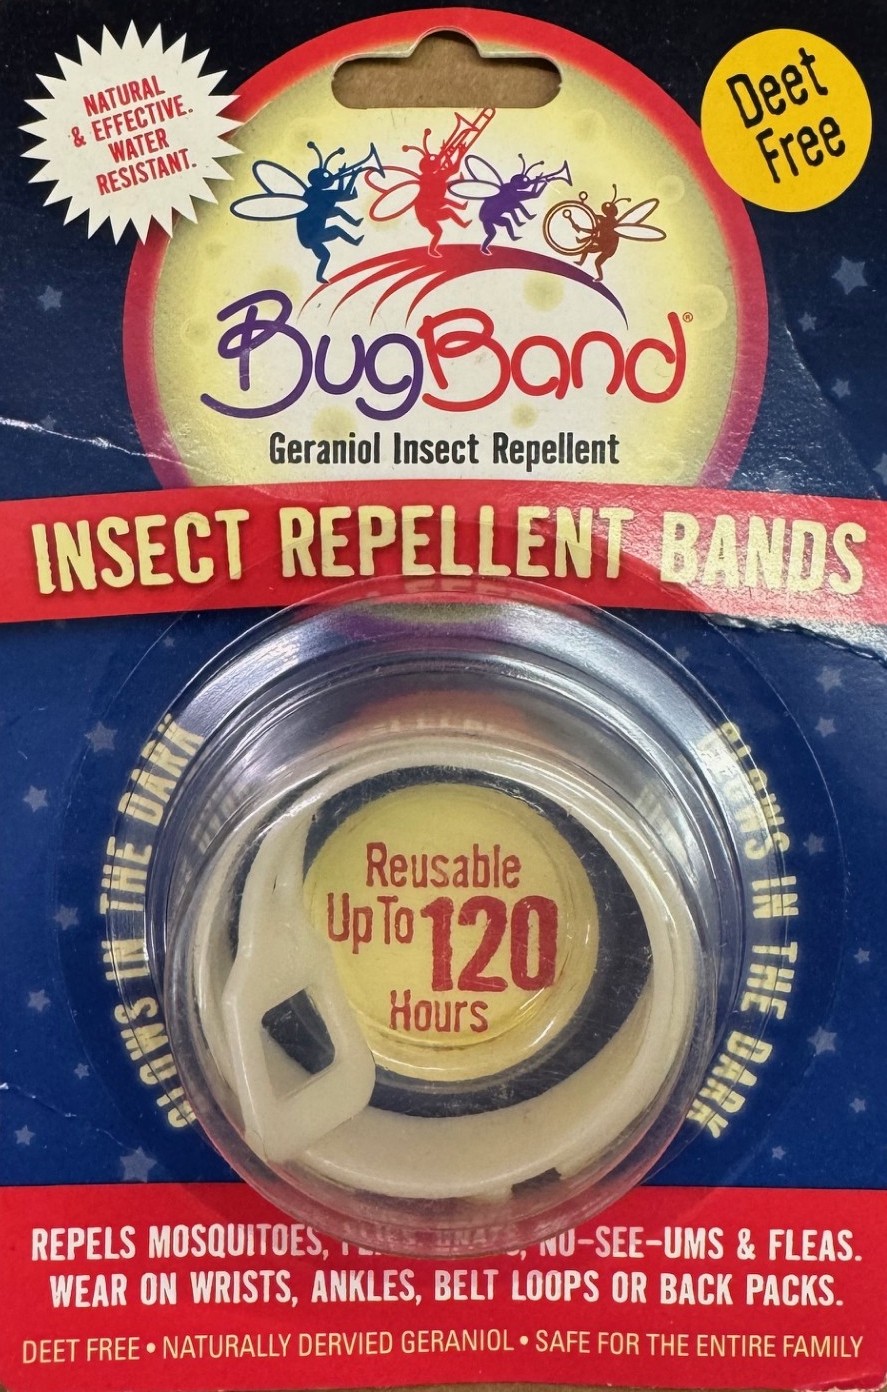 NATURAL
& EFFECTIVE.
WATER
RESISTANT.
Deet
Free
BugBand®
Geraniol Insect Repellent
INSECT REPELLENT BANDS
GLOWS IN THE DARK
GLOWS IN THE DARK
Reusable
Up To 120
Hours
REPELS MOSQUITOES, FLIES, GNATS, NO-SEE-UMS & FLEAS.
WEAR ON WRISTS, ANKLES, BELT LOOPS OR BACK PACKS.
DEET FREE • NATURALLY DERVIED GERANIOL • SAFE FOR THE ENTIRE FAMILY